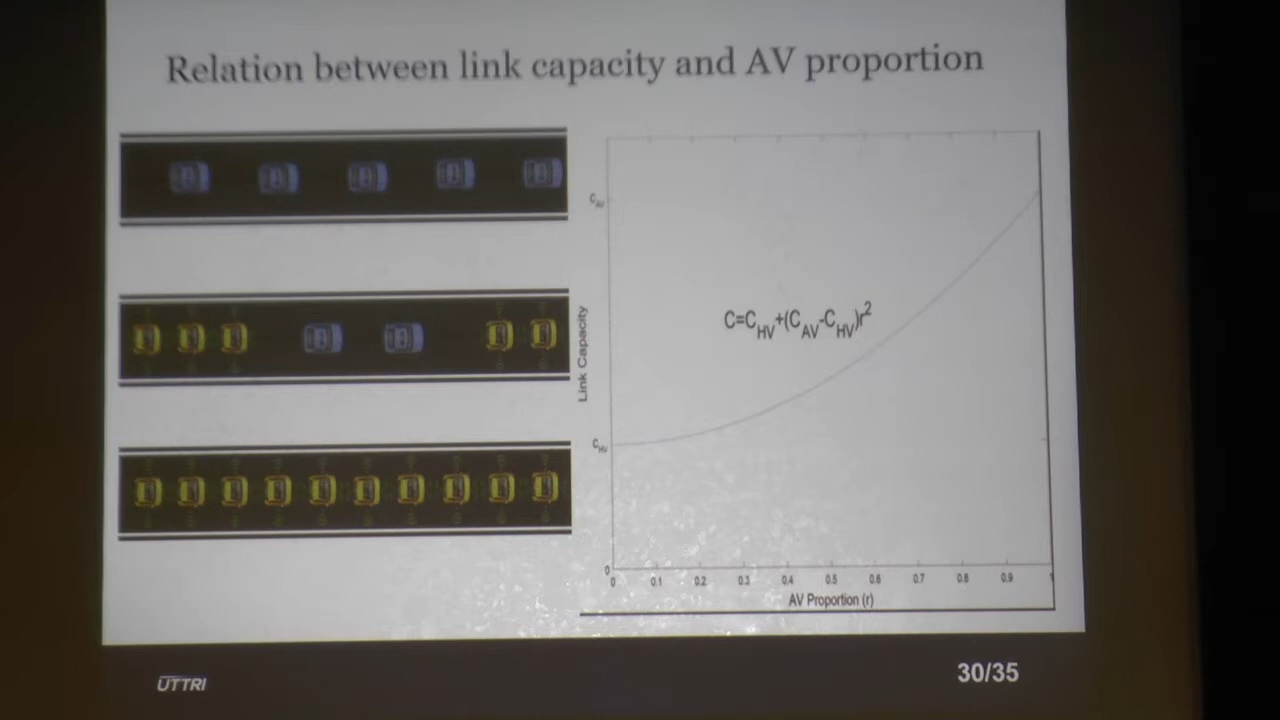 Relation between link capacity and AV proportion
C_AV
C=C_HV+(C_AV-C_HV)r²
Link Capacity
C_HV
0
0 0.1 0.2 0.3 0.4 0.5 0.6 0.7 0.8 0.9 1
AV Proportion (r)
UTTRI
30/35